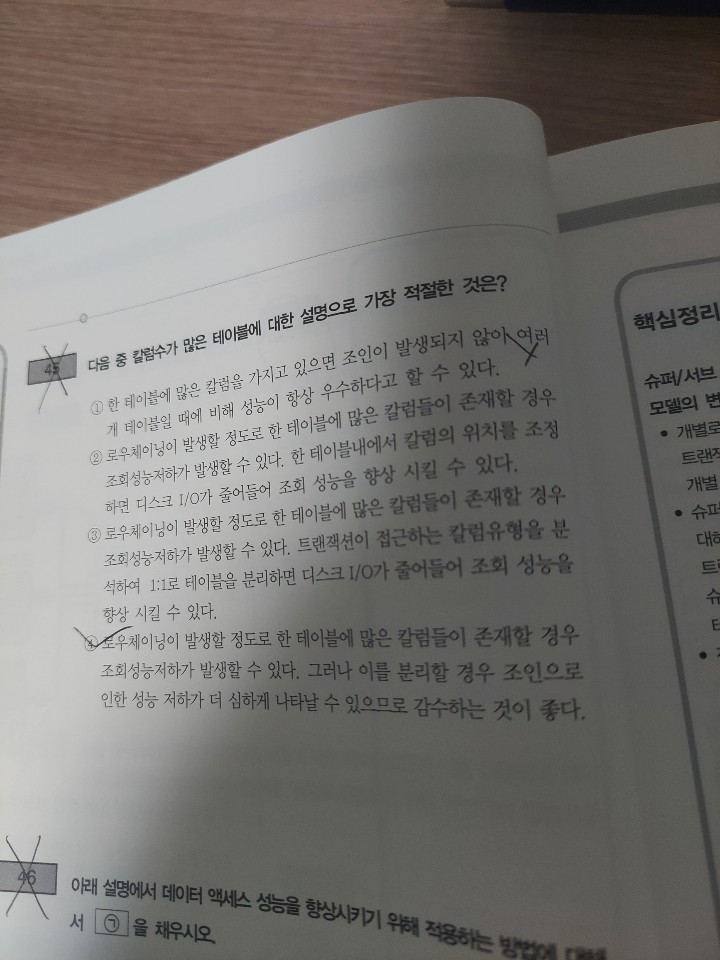 45 다음 중 칼럼수가 많은 테이블에 대한 설명으로 가장 적절한 것은?
① 한 테이블에 많은 칼럼을 가지고 있으면 조인이 발생되지 않아 여러
개 테이블일 때에 비해 성능이 항상 우수하다고 할 수 있다.
② 로우체이닝이 발생할 정도로 한 테이블에 많은 칼럼들이 존재할 경우
조회성능저하가 발생할 수 있다. 한 테이블내에서 칼럼의 위치를 조정
하면 디스크 I/O가 줄어들어 조회 성능을 향상 시킬 수 있다.
③ 로우체이닝이 발생할 정도로 한 테이블에 많은 칼럼들이 존재할 경우
조회성능저하가 발생할 수 있다. 트랜잭션이 접근하는 칼럼유형을 분
석하여 1:1로 테이블을 분리하면 디스크 I/O가 줄어들어 조회 성능을
향상 시킬 수 있다.
④ 로우체이닝이 발생할 정도로 한 테이블에 많은 칼럼들이 존재할 경우
조회성능저하가 발생할 수 있다. 그러나 이를 분리할 경우 조인으로
인한 성능 저하가 더 심하게 나타날 수 있으므로 감수하는 것이 좋다.
46 아래 설명에서 데이터 액세스 성능을 향상시키기 위해 적용하는 방법에 대해
서 ㉠ 을 채우시오.
핵심정리
슈퍼/서브
모델의 변
• 개별로
트랜잭
개별
• 슈퍼
대해
트
슈